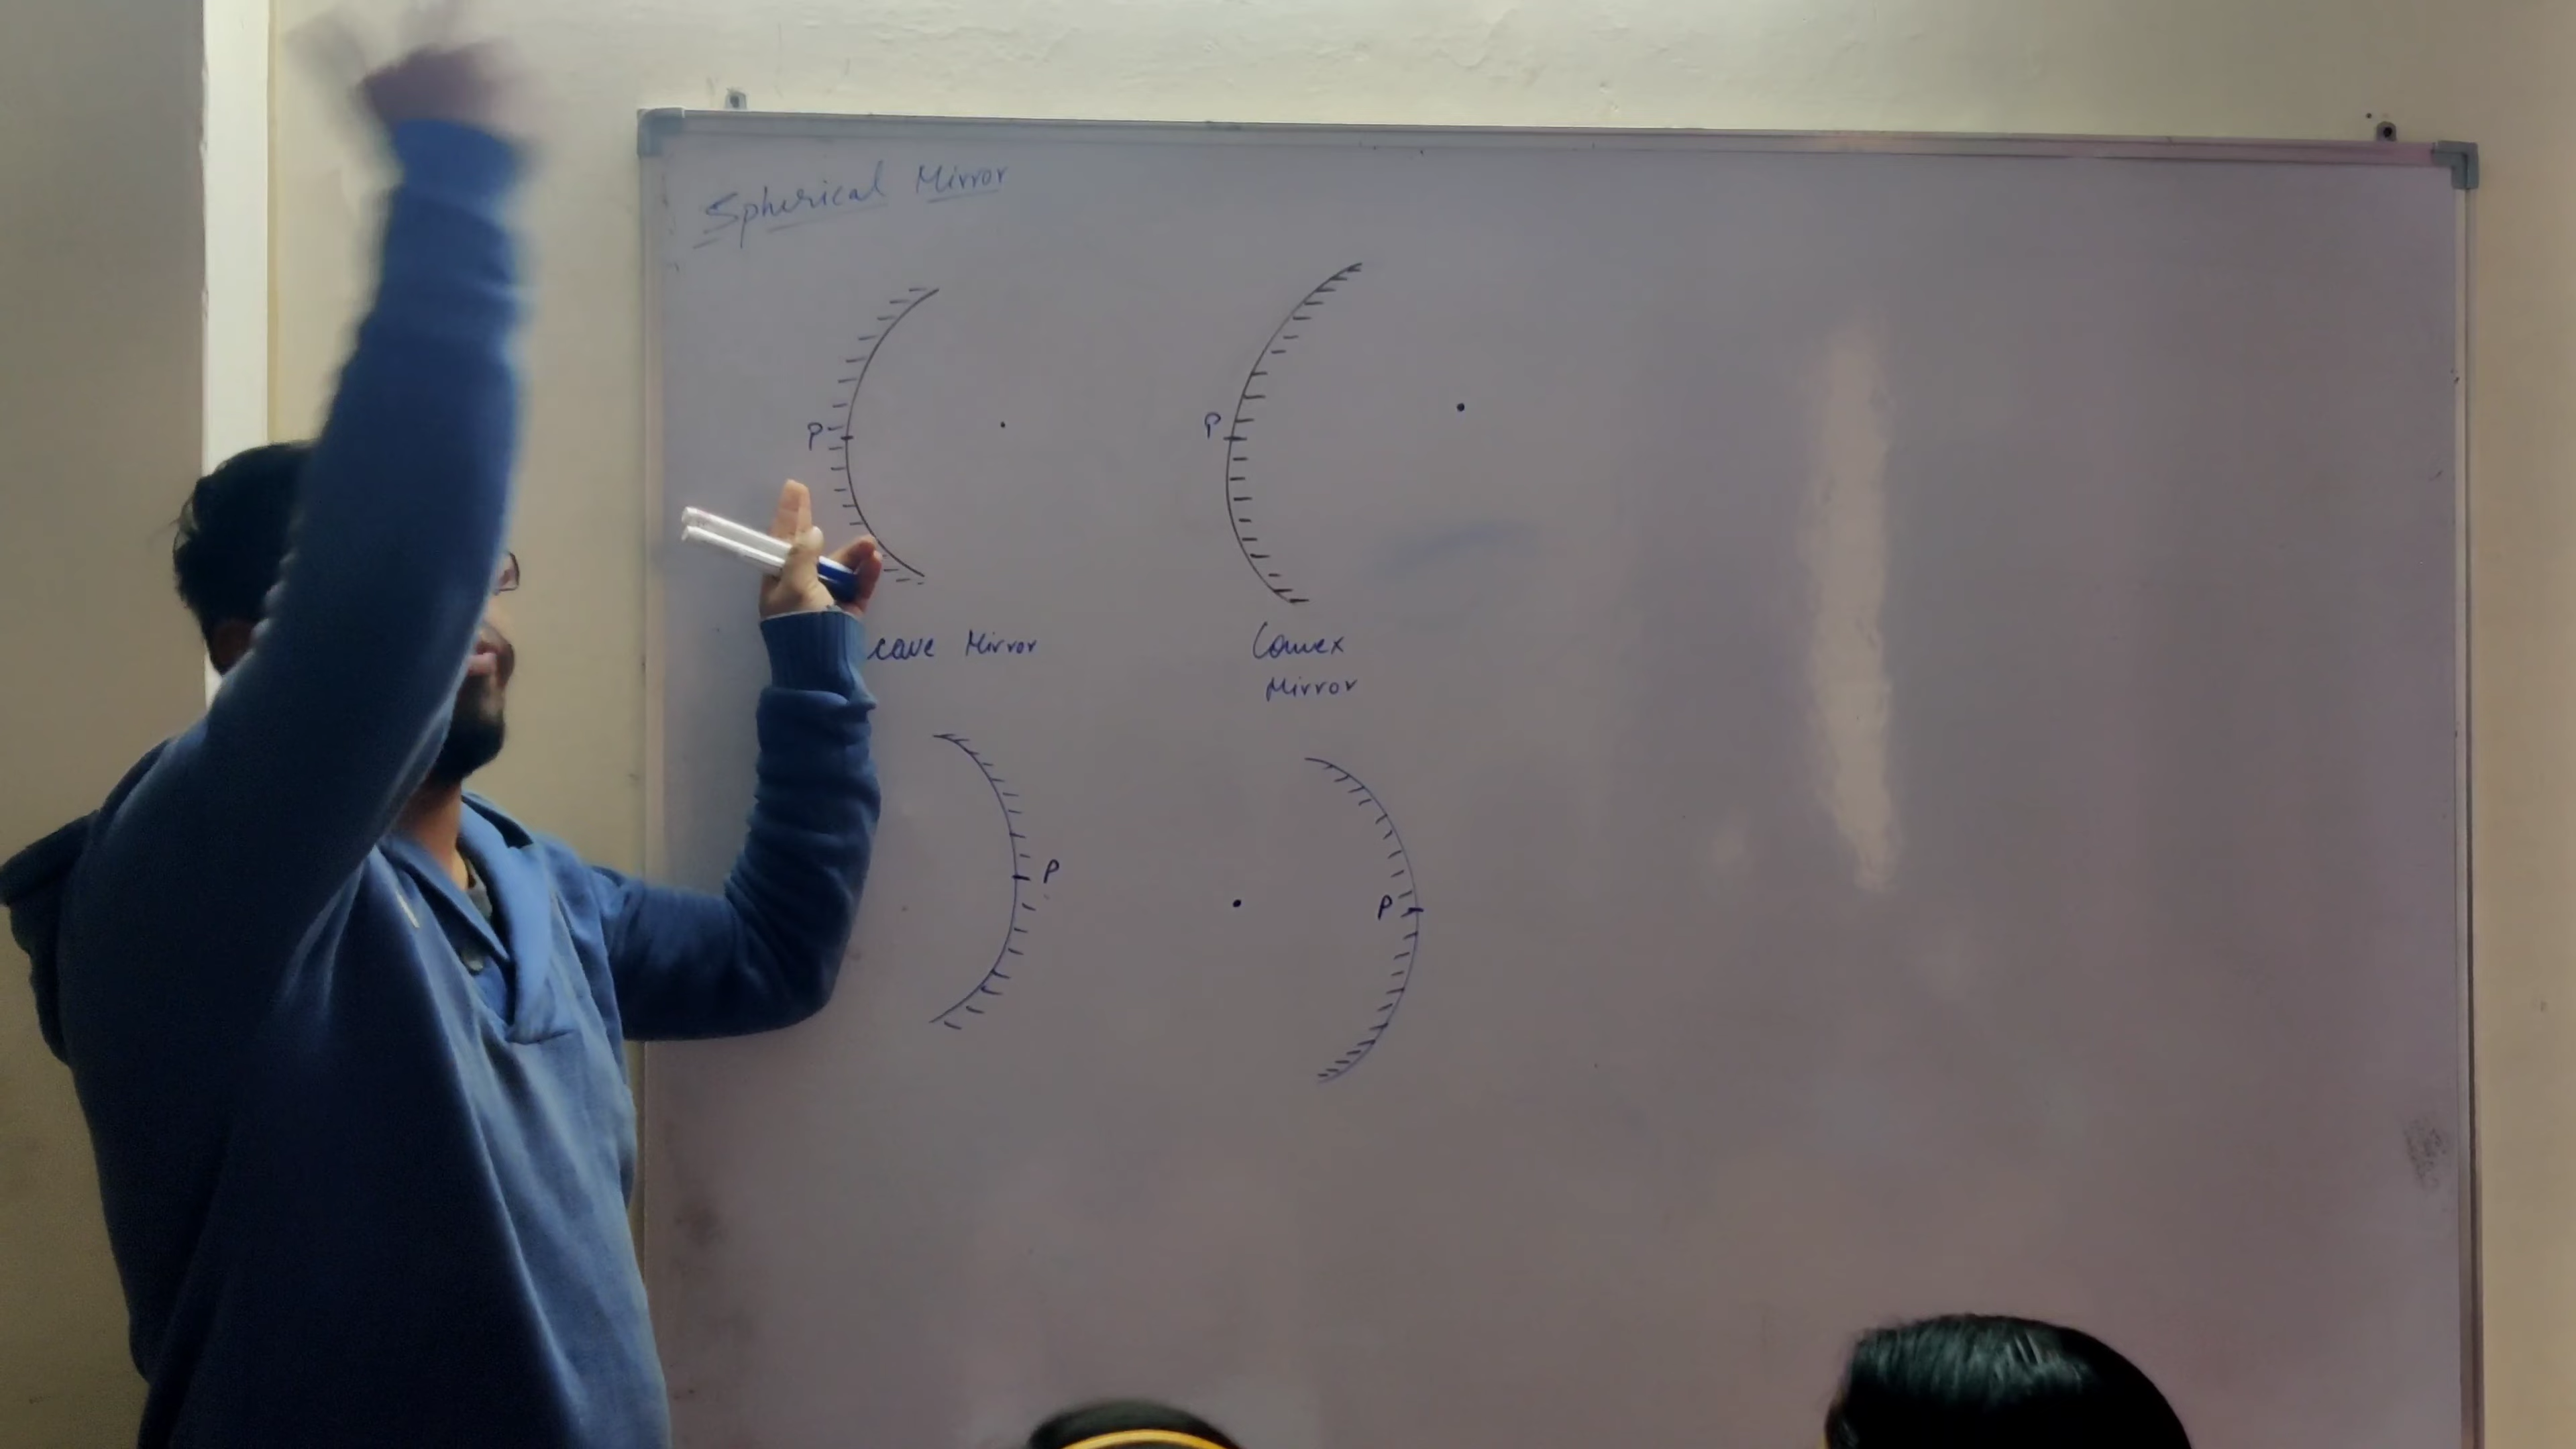 Spherical Mirror
P
P
cave Mirror
Convex
Mirror
P
P